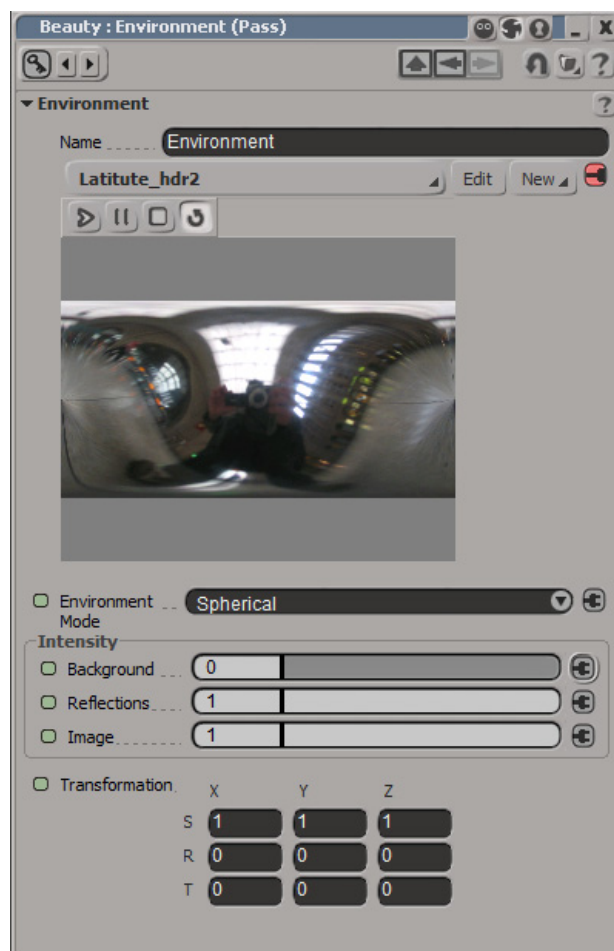 Beauty : Environment (Pass)
Environment
Name Environment
Latitute_hdr2 Edit New
Environment Mode Spherical
Intensity
Background 0
Reflections 1
Image 1
Transformation X Y Z
S 1 1 1
R 0 0 0
T 0 0 0